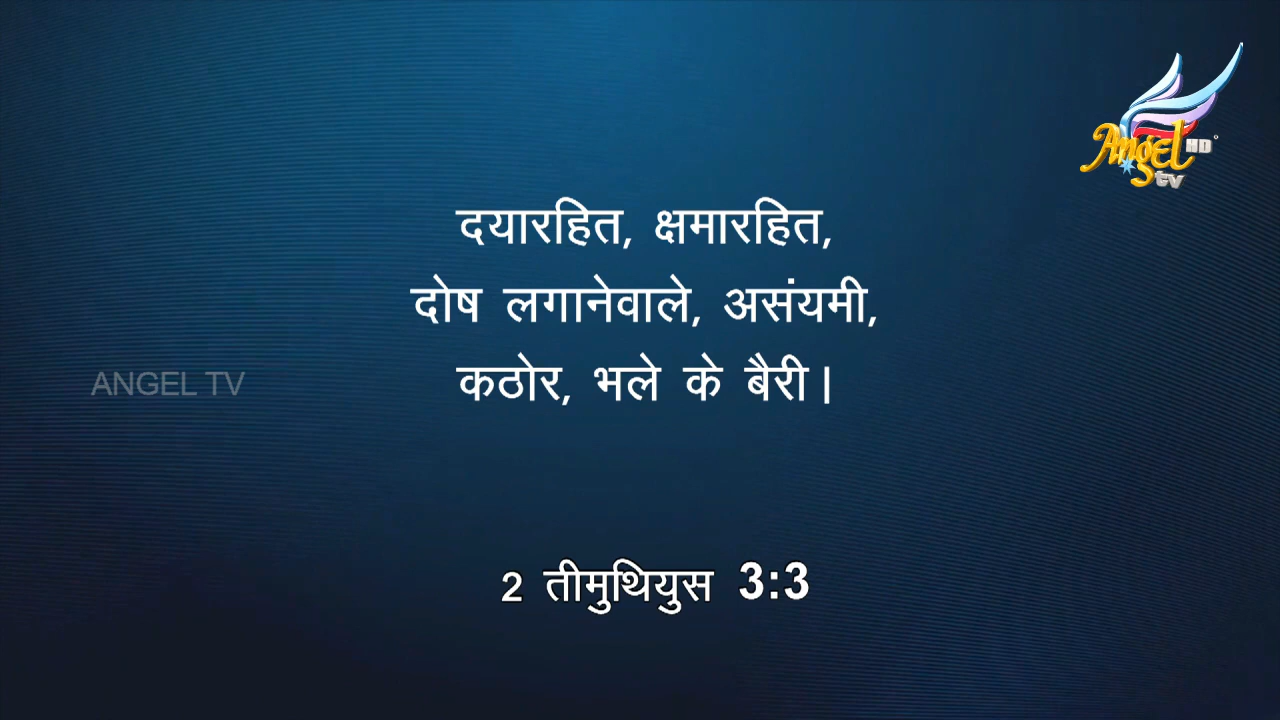 Angel HD
tv
दयारहित, क्षमारहित,
दोष लगानेवाले, असंयमी,
कठोर, भले के बैरी।
ANGEL TV
2 तीमुथियुस 3:3